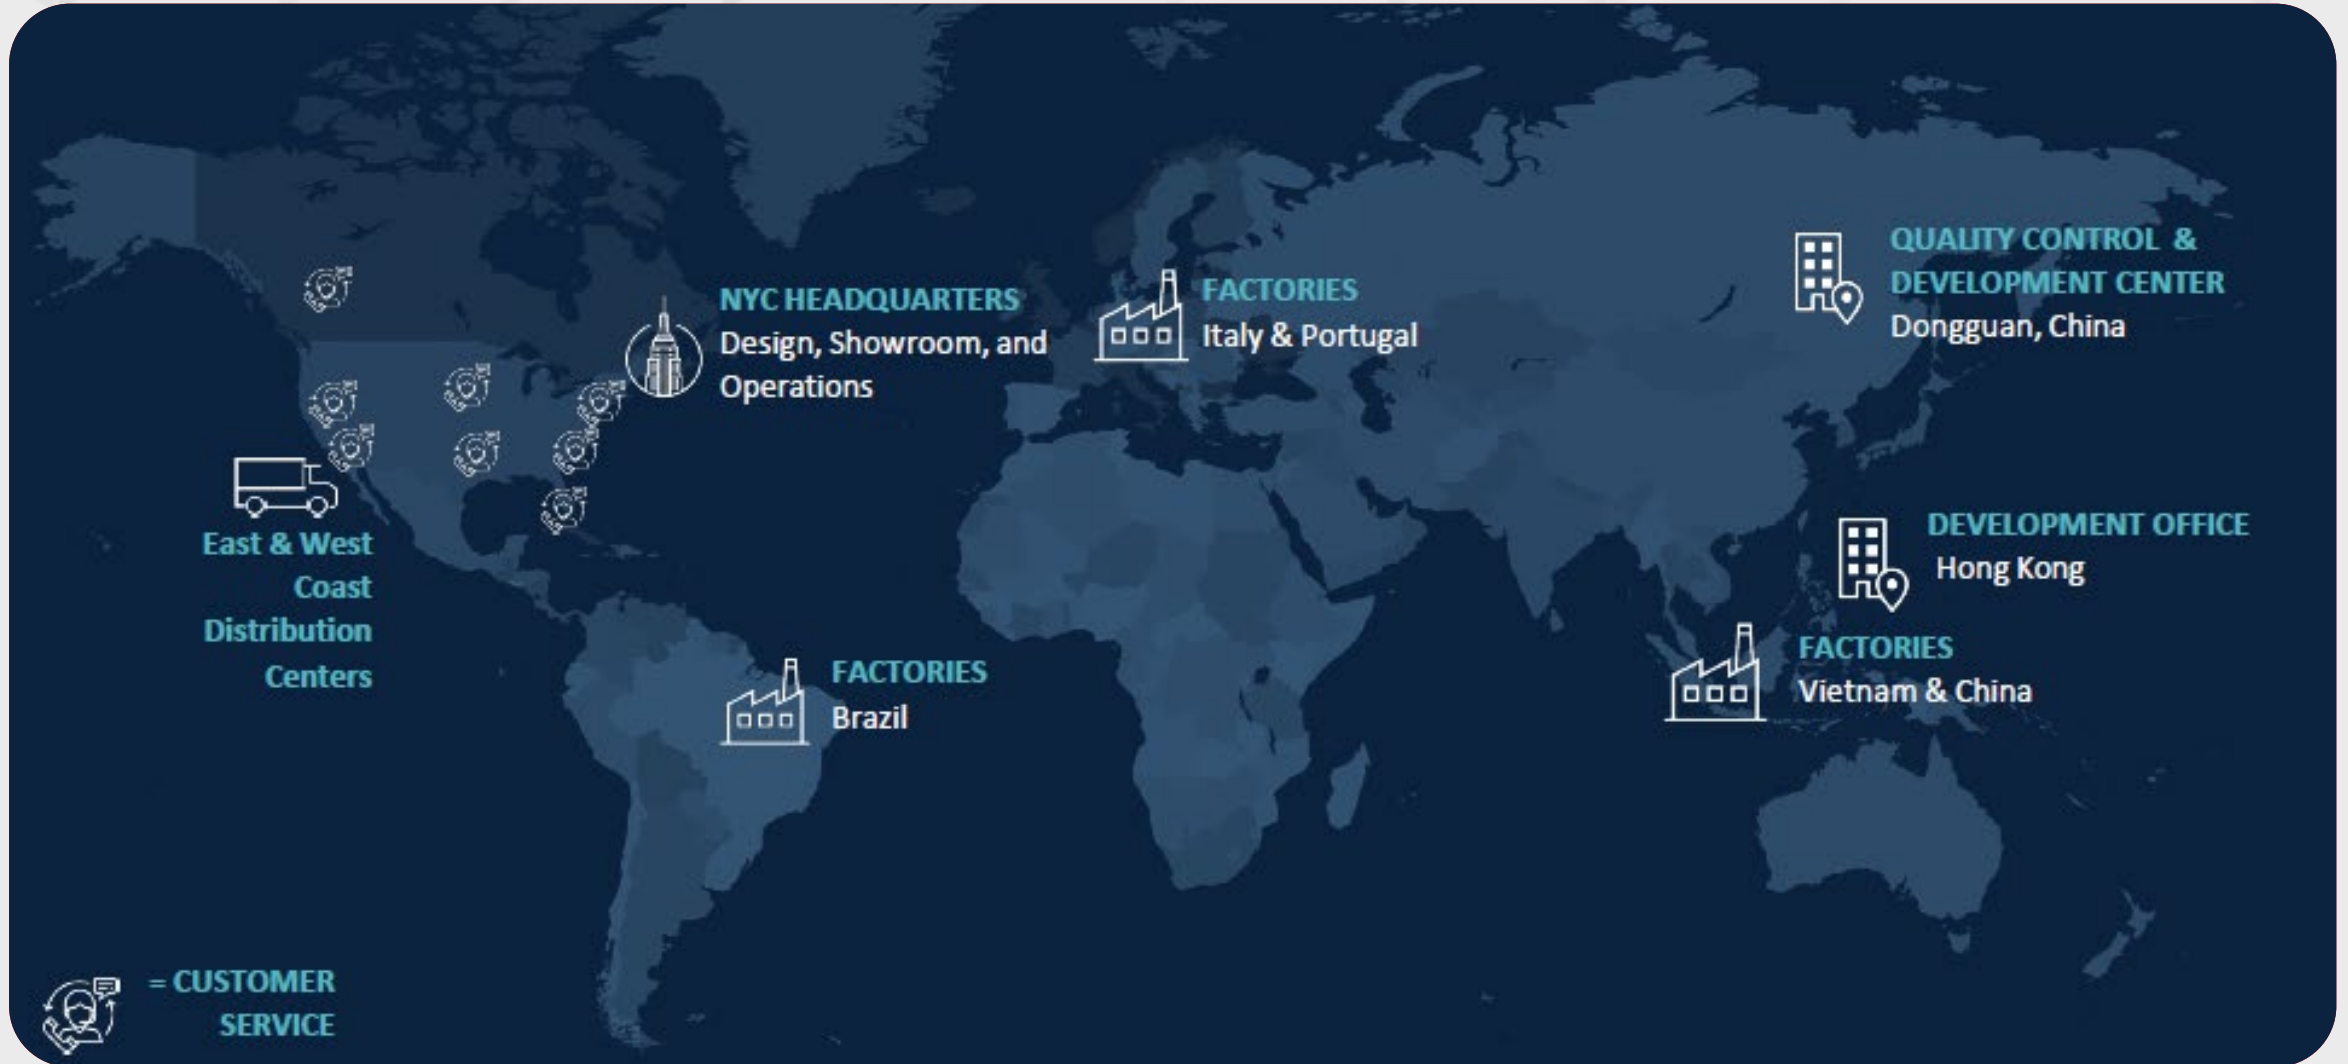 NYC HEADQUARTERS
Design, Showroom, and
Operations
FACTORIES
Italy & Portugal
QUALITY CONTROL &
DEVELOPMENT CENTER
Dongguan, China
East & West
Coast
Distribution
Centers
DEVELOPMENT OFFICE
Hong Kong
FACTORIES
Brazil
FACTORIES
Vietnam & China
= CUSTOMER
SERVICE